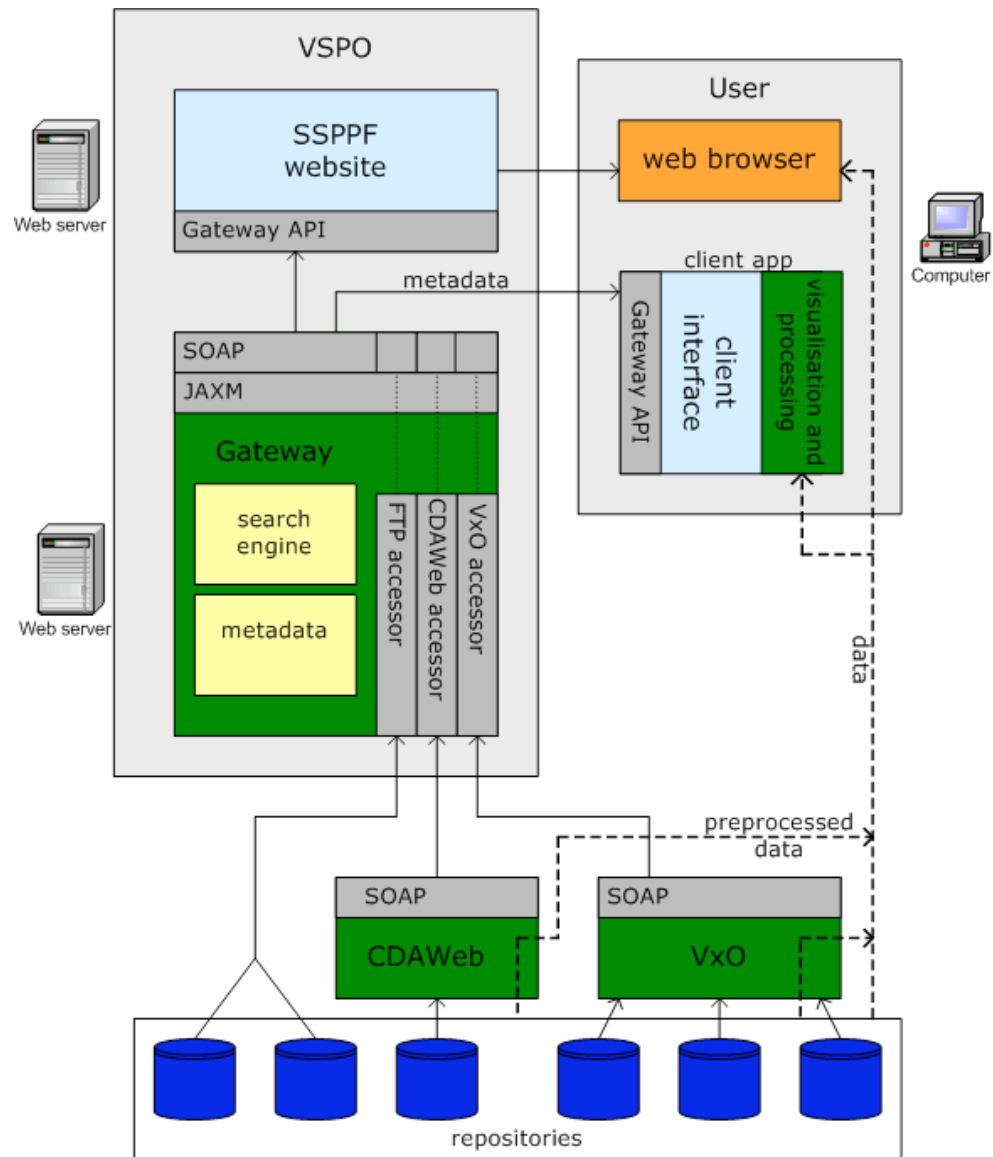 VSPO
SSPPF
website
Gateway API
Web server
User
web browser
Computer
client app
Gateway API
client
interface
visualisation and
processing
metadata
SOAP
JAXM
Gateway
search
engine
metadata
FTP accessor
CDAWeb accessor
VxO accessor
Web server
data
preprocessed
data
SOAP
CDAWeb
SOAP
VxO
repositories